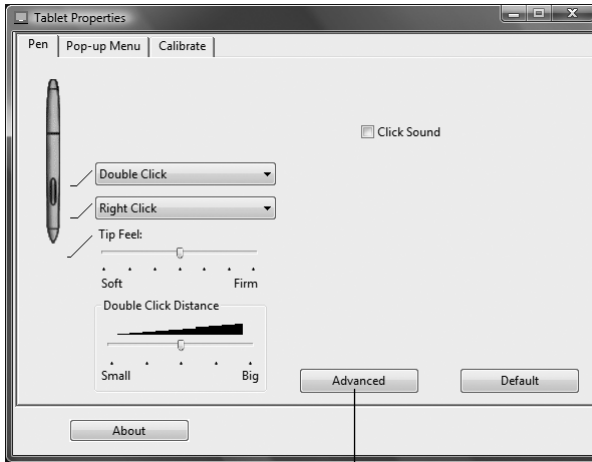 Tablet Properties
Pen Pop-up Menu Calibrate
Click Sound
Double Click
Right Click
Tip Feel:
Soft Firm
Double Click Distance
Small Big
Advanced Default
About